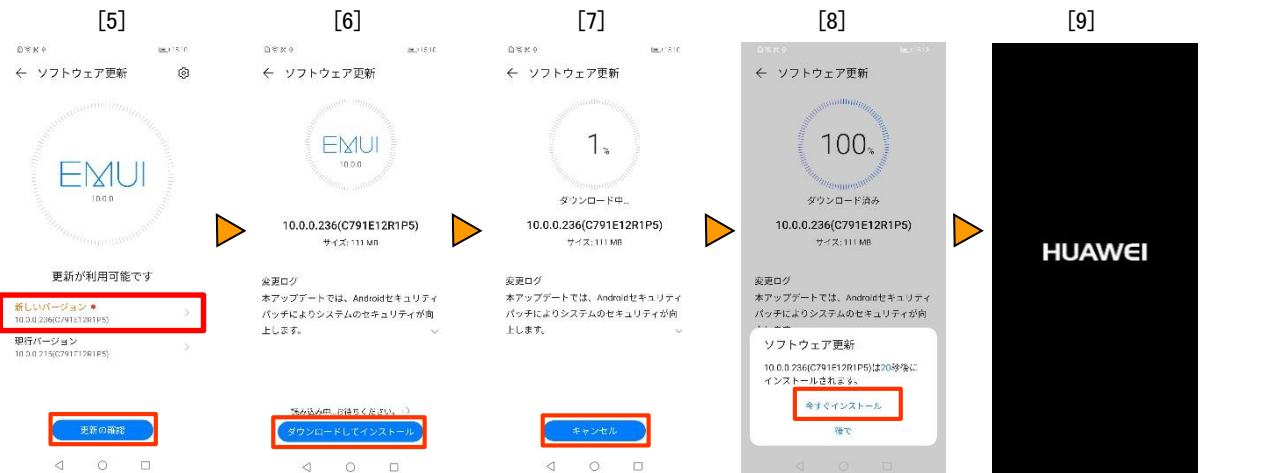 [5]
ソフトウェア更新
EMUI
10.0.0
更新が利用可能です
新しいバージョン
10.0.0.236(C791E12R1P5)
現行バージョン
10.0.0.215(C791E12R1P5)
更新の確認
[6]
15:10
ソフトウェア更新
EMUI
10.0.0
10.0.0.236(C791E12R1P5)
サイズ: 111 MB
変更ログ
本アップデートでは、Androidセキュリティ
パッチによりシステムのセキュリティが向
上します。
読み込み中...お待ちください。
ダウンロードしてインストール
[7]
15:10
ソフトウェア更新
1%
ダウンロード中...
10.0.0.236(C791E12R1P5)
サイズ: 111 MB
変更ログ
本アップデートでは、Androidセキュリティ
パッチによりシステムのセキュリティが向
上します。
キャンセル
[8]
ソフトウェア更新
100%
ダウンロード済み
10.0.0.236(C791E12R1P5)
サイズ: 111 MB
変更ログ
本アップデートでは、Androidセキュリティ
パッチによりシステムのセキュリティが向
ソフトウェア更新
10.0.0.236(C791E12R1P5)は20秒後に
インストールされます。
今すぐインストール
後で
[9]
HUAWEI